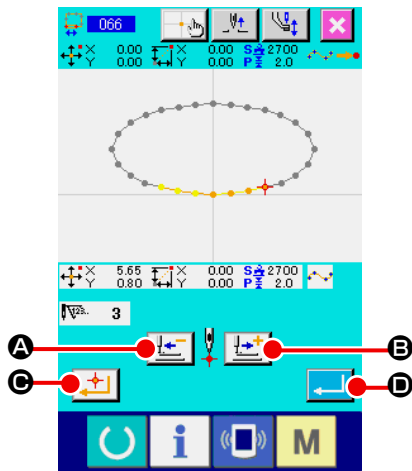 066
X 0.00 X 0.00 S 2700
Y 0.00 Y 0.00 P 2.0
X 5.65 X 0.00 S 2700
Y 0.80 Y 0.00 P 2.0
123.. 3
A B
C D
i M